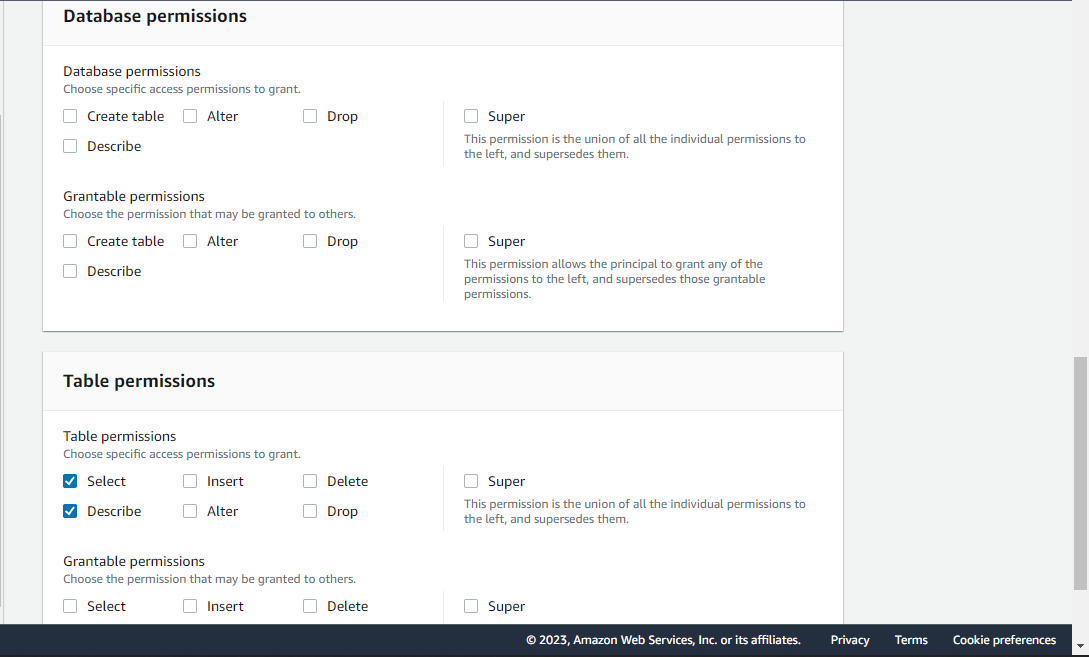 Database permissions
Database permissions
Choose specific access permissions to grant.
Create table Alter Drop Super
Describe
This permission is the union of all the individual permissions to
the left, and supersedes them.
Grantable permissions
Choose the permission that may be granted to others.
Create table Alter Drop Super
Describe
This permission allows the principal to grant any of the
permissions to the left, and supersedes those grantable
permissions.
Table permissions
Table permissions
Choose specific access permissions to grant.
Select Insert Delete Super
Describe Alter Drop
This permission is the union of all the individual permissions to
the left, and supersedes them.
Grantable permissions
Choose the permission that may be granted to others.
Select Insert Delete Super
© 2023, Amazon Web Services, Inc. or its affiliates. Privacy Terms Cookie preferences